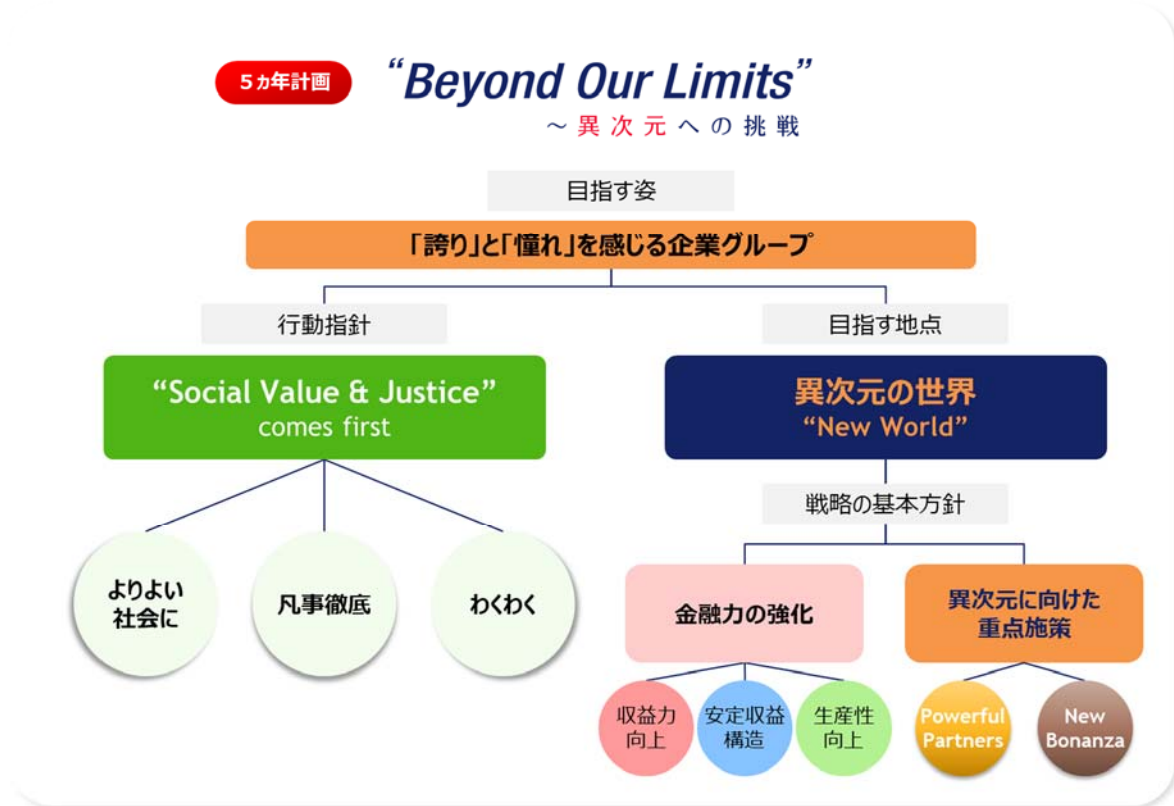 5ヵ年計画
“Beyond Our Limits”
～異次元への挑戦
目指す姿
「誇り」と「憧れ」を感じる企業グループ
行動指針
目指す地点
“Social Value & Justice”
comes first
異次元の世界
“New World”
戦略の基本方針
よりよい
社会に
凡事徹底
わくわく
金融力の強化
異次元に向けた
重点施策
収益力
向上
安定収益
構造
生産性
向上
Powerful
Partners
New
Bonanza